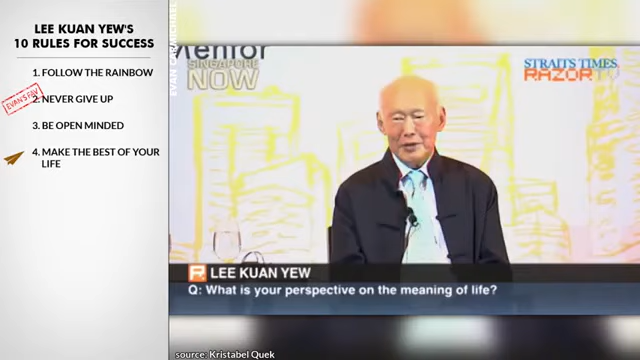 LEE KUAN YEW'S
10 RULES FOR SUCCESS
1. FOLLOW THE RAINBOW
EVAN'S FAV
2. NEVER GIVE UP
3. BE OPEN MINDED
4. MAKE THE BEST OF YOUR
LIFE
EVAN CARMICHAEL
Mentor
SINGAPORE
NOW
STRAITS TIMES
RAZORTV
R LEE KUAN YEW
Q: What is your perspective on the meaning of life?
source: Kristabel Quek